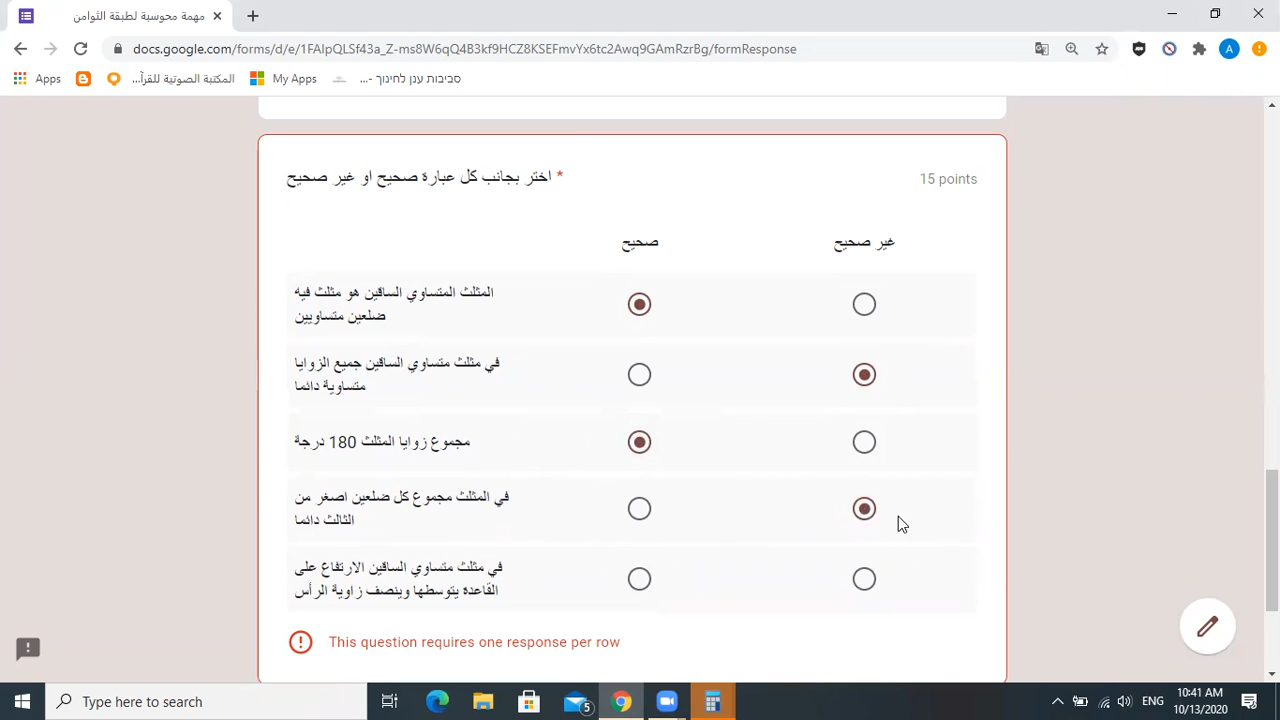 مهمة محوسبة لطبقة الثوامن
docs.google.com/forms/d/e/1FAIpQLSf43a_Z-ms8W6qQ4B3kf9HCZ8KSEFmvYx6tc2Awq9GAmRzrBg/formResponse
A
Apps
المكتبة الصوتية للقرآ...
My Apps
סביבות ענן לחינוך -...
اختر بجانب كل عبارة صحيح او غير صحيح *
15 points
صحيح
غير صحيح
المثلث المتساوي الساقين هو مثلث فيه
ضلعين متساويين
في مثلث متساوي الساقين جميع الزوايا
متساوية دائما
مجموع زوايا المثلث 180 درجة
في المثلث مجموع كل ضلعين اصغر من
الثالث دائما
في مثلث متساوي الساقين الارتفاع على
القاعدة يتوسطها وينصف زاوية الرأس
This question requires one response per row
Type here to search
5
ENG
10:41 AM
10/13/2020